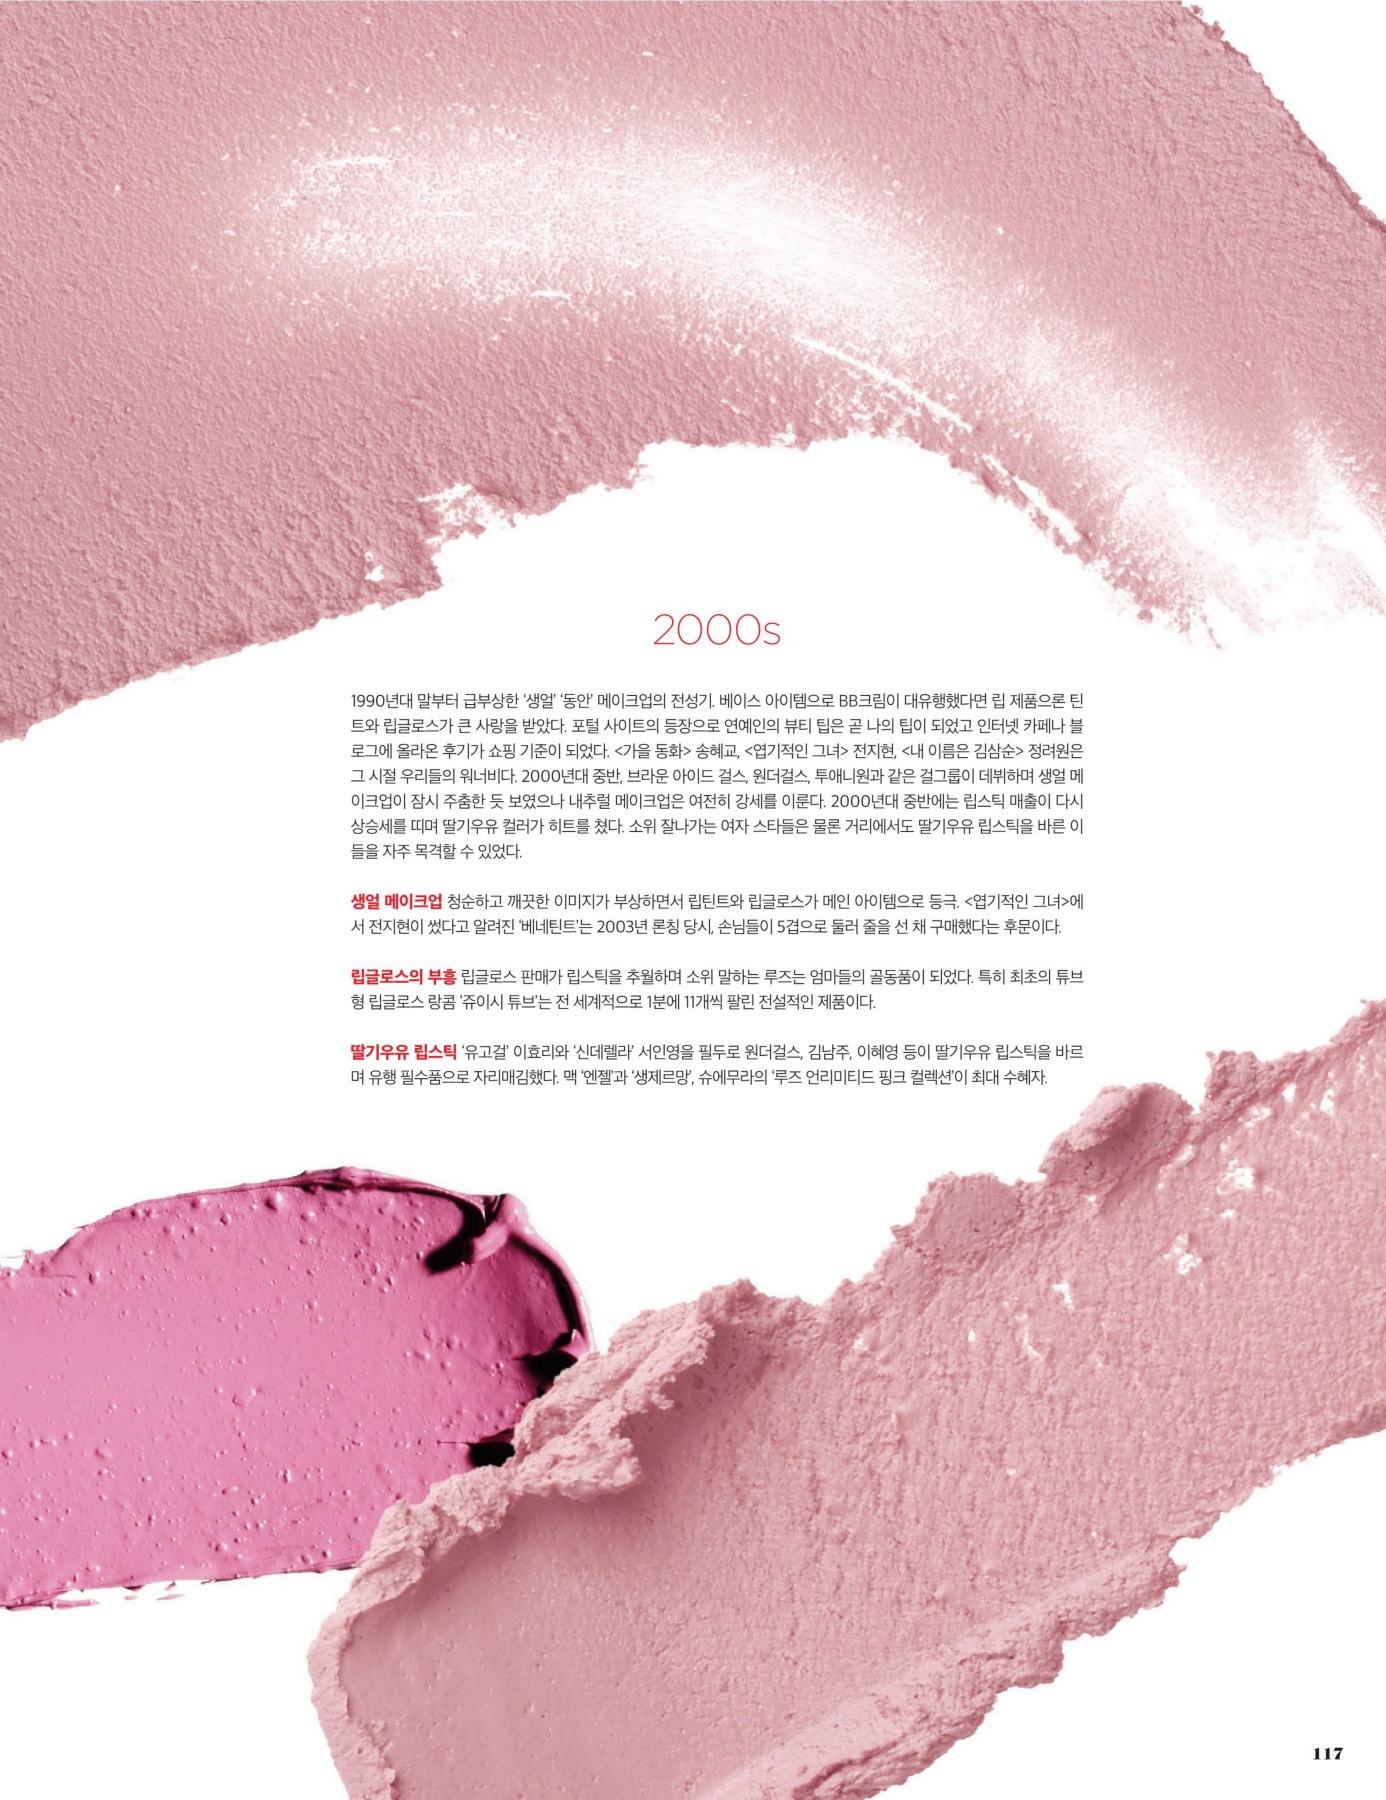 2000s
1990년대 말부터 급부상한 ‘생얼’ ‘동안’ 메이크업의 전성기. 베이스 아이템으로 BB크림이 대유행했다면 립 제품으론 틴
트와 립글로스가 큰 사랑을 받았다. 포털 사이트의 등장으로 연예인의 뷰티 팁은 곧 나의 팁이 되었고 인터넷 카페나 블
로그에 올라온 후기가 쇼핑 기준이 되었다. <가을 동화> 송혜교, <엽기적인 그녀> 전지현, <내 이름은 김삼순> 정려원은
그 시절 우리들의 워너비다. 2000년대 중반, 브라운 아이드 걸스, 원더걸스, 투애니원과 같은 걸그룹이 데뷔하며 생얼 메
이크업이 잠시 주춤한 듯 보였으나 내추럴 메이크업은 여전히 강세를 이룬다. 2000년대 중반에는 립스틱 매출이 다시
상승세를 띠며 딸기우유 컬러가 히트를 쳤다. 소위 잘나가는 여자 스타들은 물론 거리에서도 딸기우유 립스틱을 바른 이
들을 자주 목격할 수 있었다.
생얼 메이크업 청순하고 깨끗한 이미지가 부상하면서 립틴트와 립글로스가 메인 아이템으로 등극. <엽기적인 그녀>에
서 전지현이 썼다고 알려진 ‘베네틴트’는 2003년 론칭 당시, 손님들이 5겹으로 둘러 줄을 선 채 구매했다는 후문이다.
립글로스의 부흥 립글로스 판매가 립스틱을 추월하며 소위 말하는 루즈는 엄마들의 골동품이 되었다. 특히 최초의 튜브
형 립글로스 랑콤 ‘쥬이시 튜브’는 전 세계적으로 1분에 11개씩 팔린 전설적인 제품이다.
딸기우유 립스틱 ‘유고걸’ 이효리와 ‘신데렐라’ 서인영을 필두로 원더걸스, 김남주, 이혜영 등이 딸기우유 립스틱을 바르
며 유행 필수품으로 자리매김했다. 맥 ‘엔젤’과 ‘생제르망’, 슈에무라의 ‘루즈 언리미티드 핑크 컬렉션’이 최대 수혜자.
117